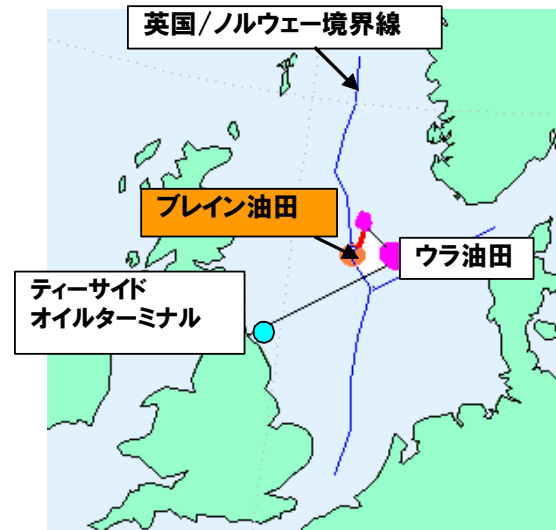 英国/ノルウェー境界線
ブレイン油田
ウラ油田
ティーサイド
オイルターミナル